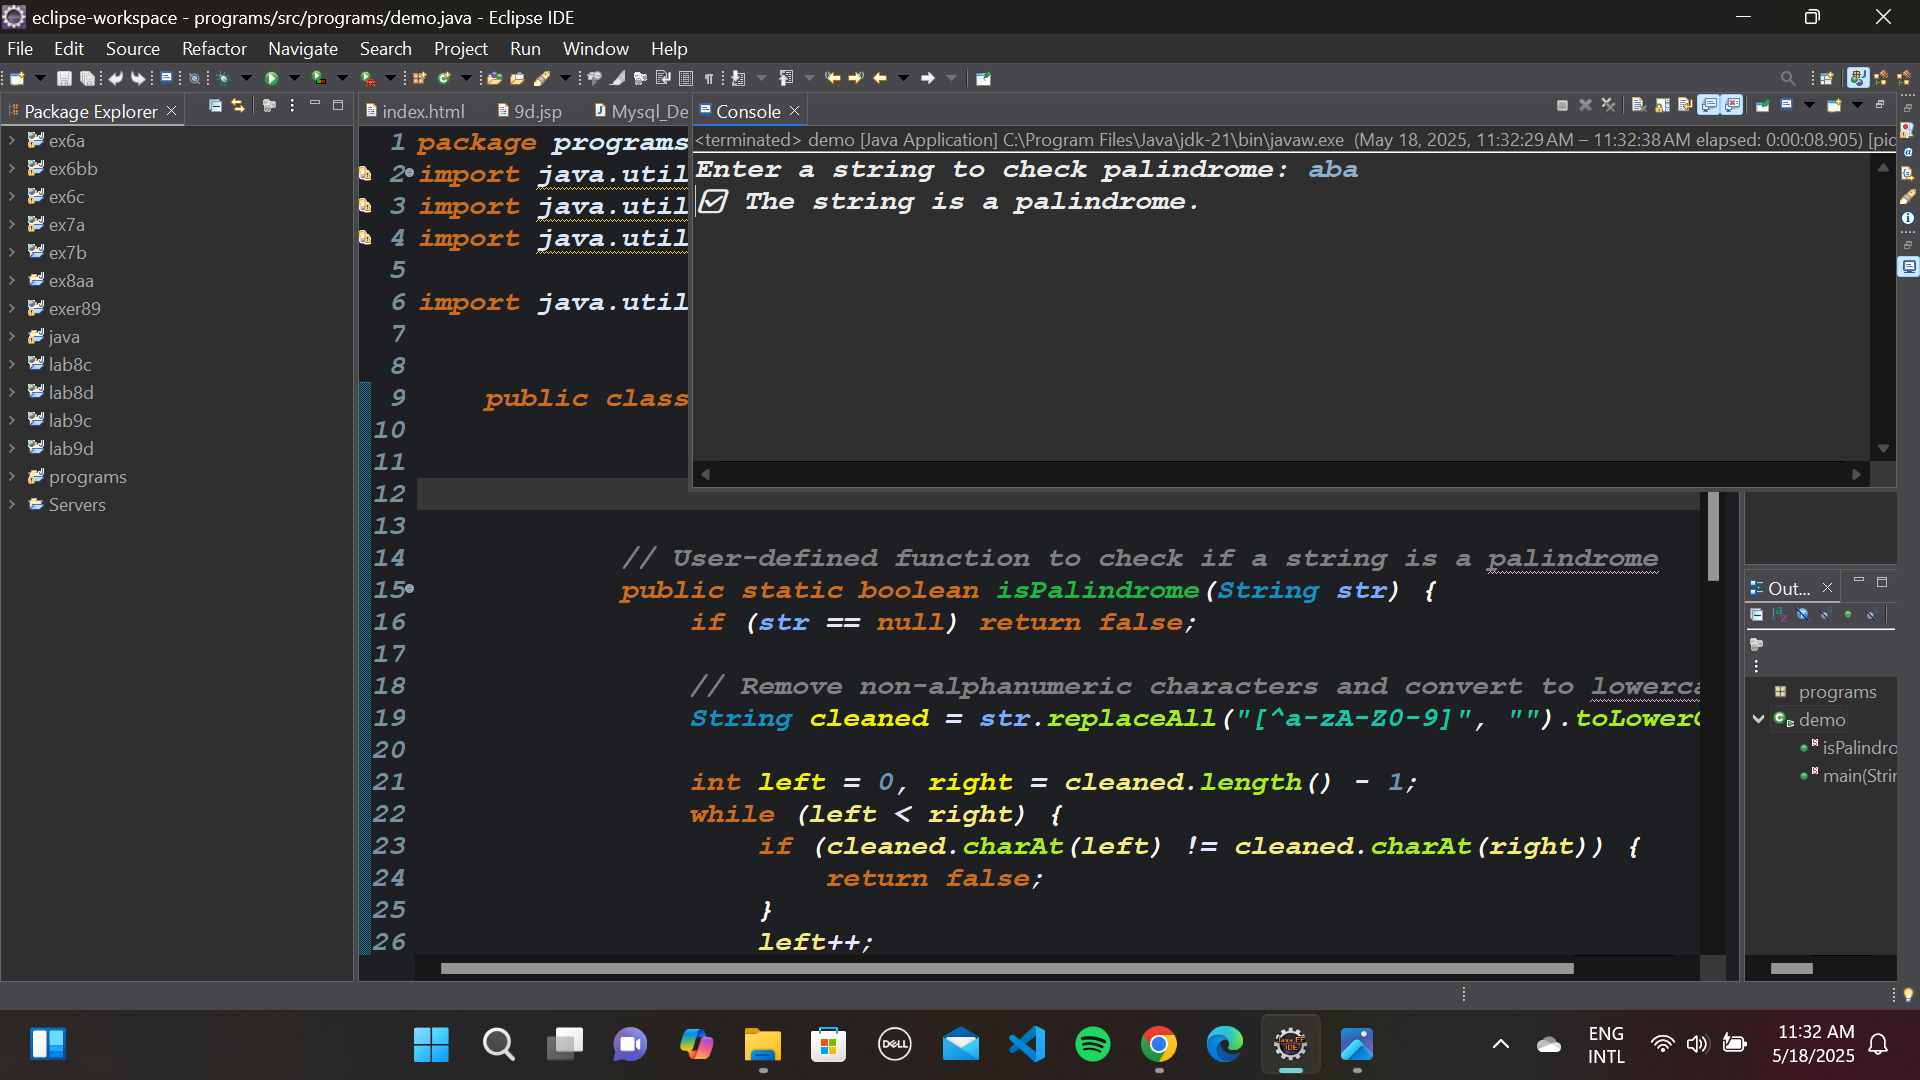 eclipse-workspace - programs/src/programs/demo.java - Eclipse IDE
File Edit Source Refactor Navigate Search Project Run Window Help
Package Explorer
ex6a
ex6bb
ex6c
ex7a
ex7b
ex8aa
exer89
java
lab8c
lab8d
lab9c
lab9d
programs
Servers
index.html 9d.jsp Mysql_De
Console
<terminated> demo [Java Application] C:\Program Files\Java\jdk-21\bin\javaw.exe (May 18, 2025, 11:32:29 AM – 11:32:38 AM elapsed: 0:00:08.905) [pid
Enter a string to check palindrome: aba
☑ The string is a palindrome.
1 package programs
2 import java.util
3 import java.util
4 import java.util
5
6 import java.util
7
8
9 public class
10
11
12
13
14 // User-defined function to check if a string is a palindrome
15 public static boolean isPalindrome(String str) {
16 if (str == null) return false;
17
18 // Remove non-alphanumeric characters and convert to lowerca
19 String cleaned = str.replaceAll("[^a-zA-Z0-9]", "").toLowerC
20
21 int left = 0, right = cleaned.length() - 1;
22 while (left < right) {
23 if (cleaned.charAt(left) != cleaned.charAt(right)) {
24 return false;
25 }
26 left++;
Out...
programs
demo
isPalindro
main(Strin
DELL
Java EE
IDE
ENG
INTL
11:32 AM
5/18/2025